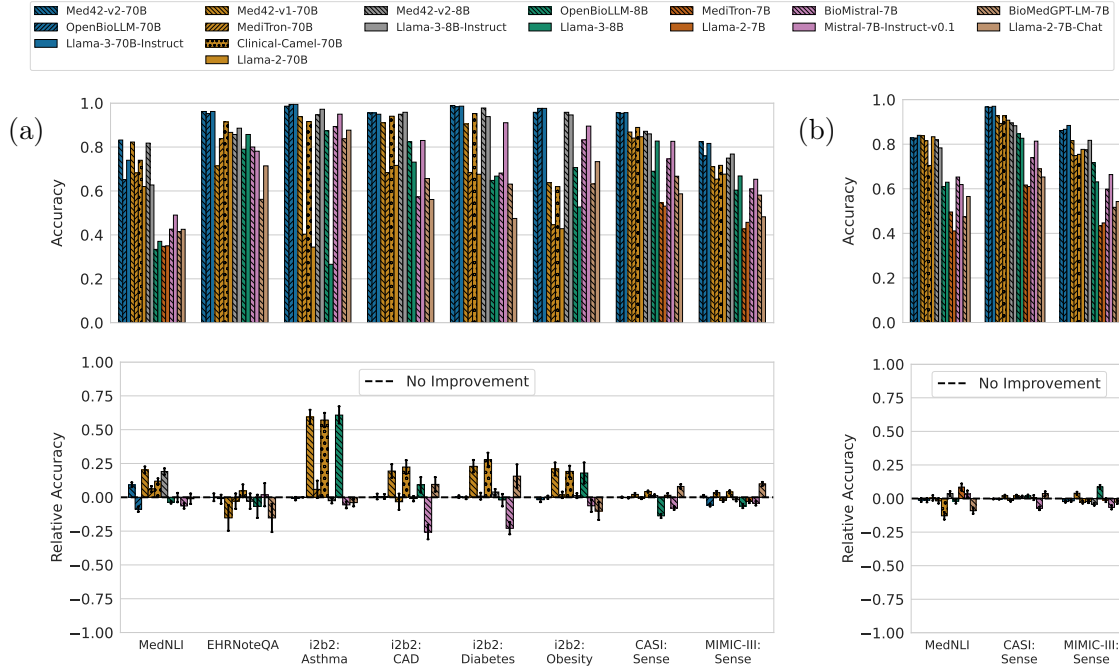 Med42-v2-70B Med42-v1-70B Med42-v2-8B OpenBioLLM-8B MediTron-7B BioMistral-7B BioMedGPT-LM-7B
OpenBioLLM-70B MediTron-70B Llama-3-8B-Instruct Llama-3-8B Llama-2-7B Mistral-7B-Instruct-v0.1 Llama-2-7B-Chat
Llama-3-70B-Instruct Clinical-Camel-70B
Llama-2-70B
(a)
Accuracy
1.0
0.8
0.6
0.4
0.2
0.0
(b)
Accuracy
1.0
0.8
0.6
0.4
0.2
0.0
Relative Accuracy
1.00
0.75
0.50
0.25
0.00
−0.25
−0.50
−0.75
−1.00
No Improvement
MedNLI EHRNoteQA i2b2: i2b2: i2b2: i2b2: CASI: MIMIC-III:
Asthma CAD Diabetes Obesity Sense Sense
Relative Accuracy
1.00
0.75
0.50
0.25
0.00
−0.25
−0.50
−0.75
−1.00
No Improvement
MedNLI CASI: MIMIC-III:
Sense Sense